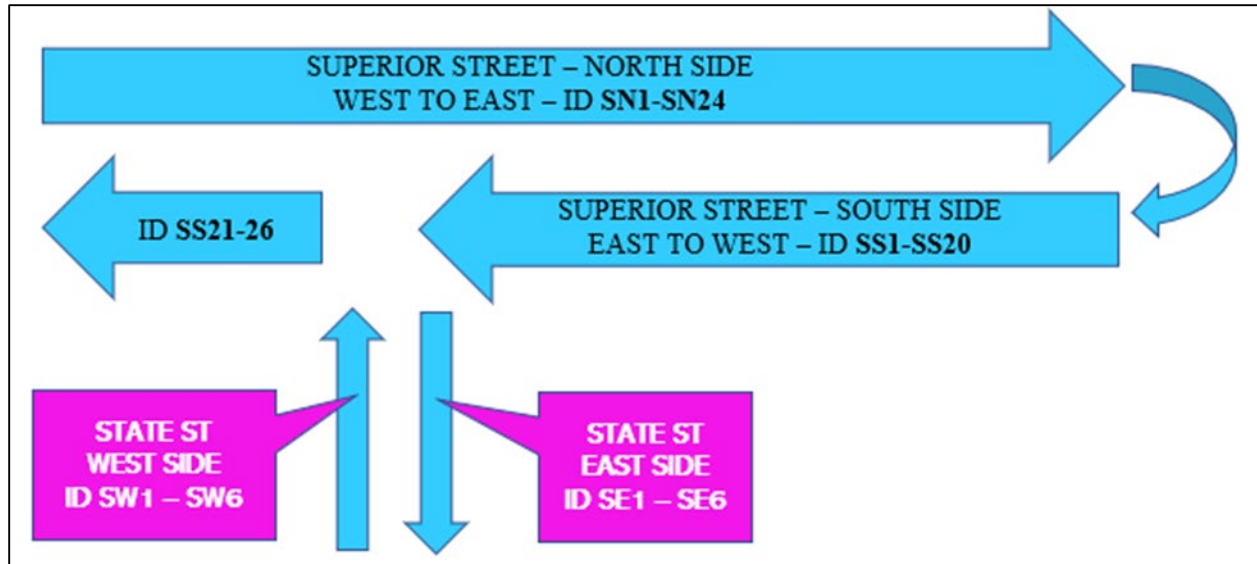 SUPERIOR STREET – NORTH SIDE
WEST TO EAST – ID SN1-SN24
ID SS21-26
SUPERIOR STREET – SOUTH SIDE
EAST TO WEST – ID SS1-SS20
STATE ST
WEST SIDE
ID SW1 – SW6
STATE ST
EAST SIDE
ID SE1 – SE6